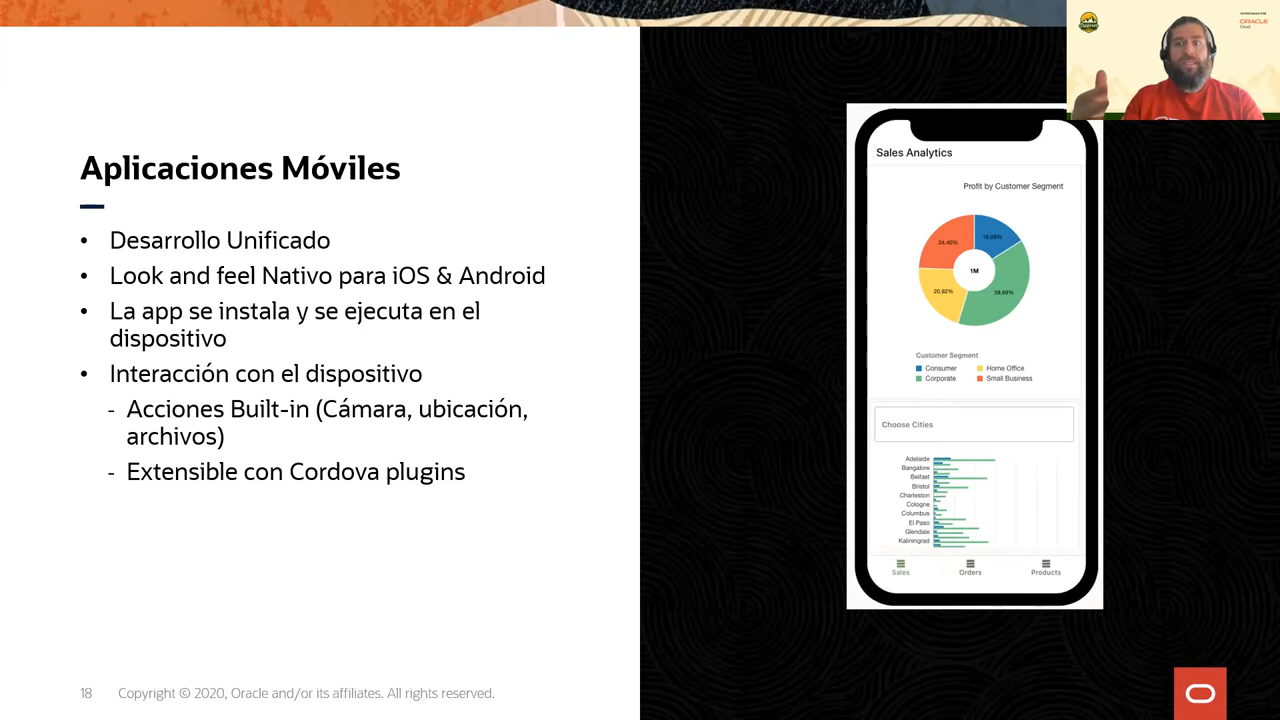 ORACLE
Cloud
Aplicaciones Móviles
• Desarrollo Unificado
• Look and feel Nativo para iOS & Android
• La app se instala y se ejecuta en el
dispositivo
• Interacción con el dispositivo
- Acciones Built-in (Cámara, ubicación,
archivos)
- Extensible con Cordova plugins
Sales Analytics
Profit by Customer Segment
24.40%
16.09%
1M
20.82%
38.69%
Customer Segment
Consumer
Home Office
Corporate
Small Business
Choose Cities
Adelaide
Bangalore
Belfast
Bristol
Charleston
Cologne
Columbus
El Paso
Glendale
Kaliningrad
Sales
Orders
Products
18
Copyright © 2020, Oracle and/or its affiliates. All rights reserved.